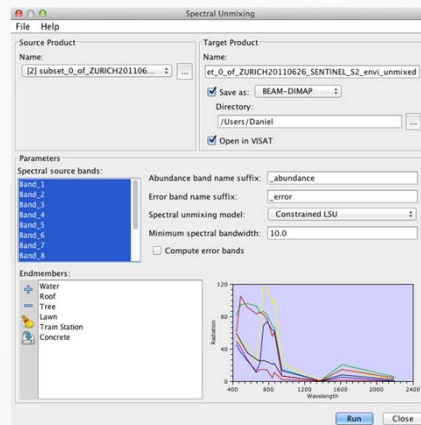 Spectral Unmixing
File Help
Source Product
Name:
[2] subset_0_of_ZURICH201106...
...
Target Product
Name:
et_0_of_ZURICH20110626_SENTINEL_S2_envi_unmixed
Save as: BEAM-DIMAP
Directory:
/Users/Daniel
...
Open in VISAT
Parameters
Spectral source bands:
Band_1
Band_2
Band_3
Band_4
Band_5
Band_6
Band_7
Band_8
Abundance band name suffix: _abundance
Error band name suffix: _error
Spectral unmixing model: Constrained LSU
Minimum spectral bandwidth: 10.0
Compute error bands
Endmembers:
Water
Roof
Tree
Lawn
Train Station
Concrete
120
80
40
0
Radiation
400 800 1200 1600 2000 2400
Wavelength
Run Close